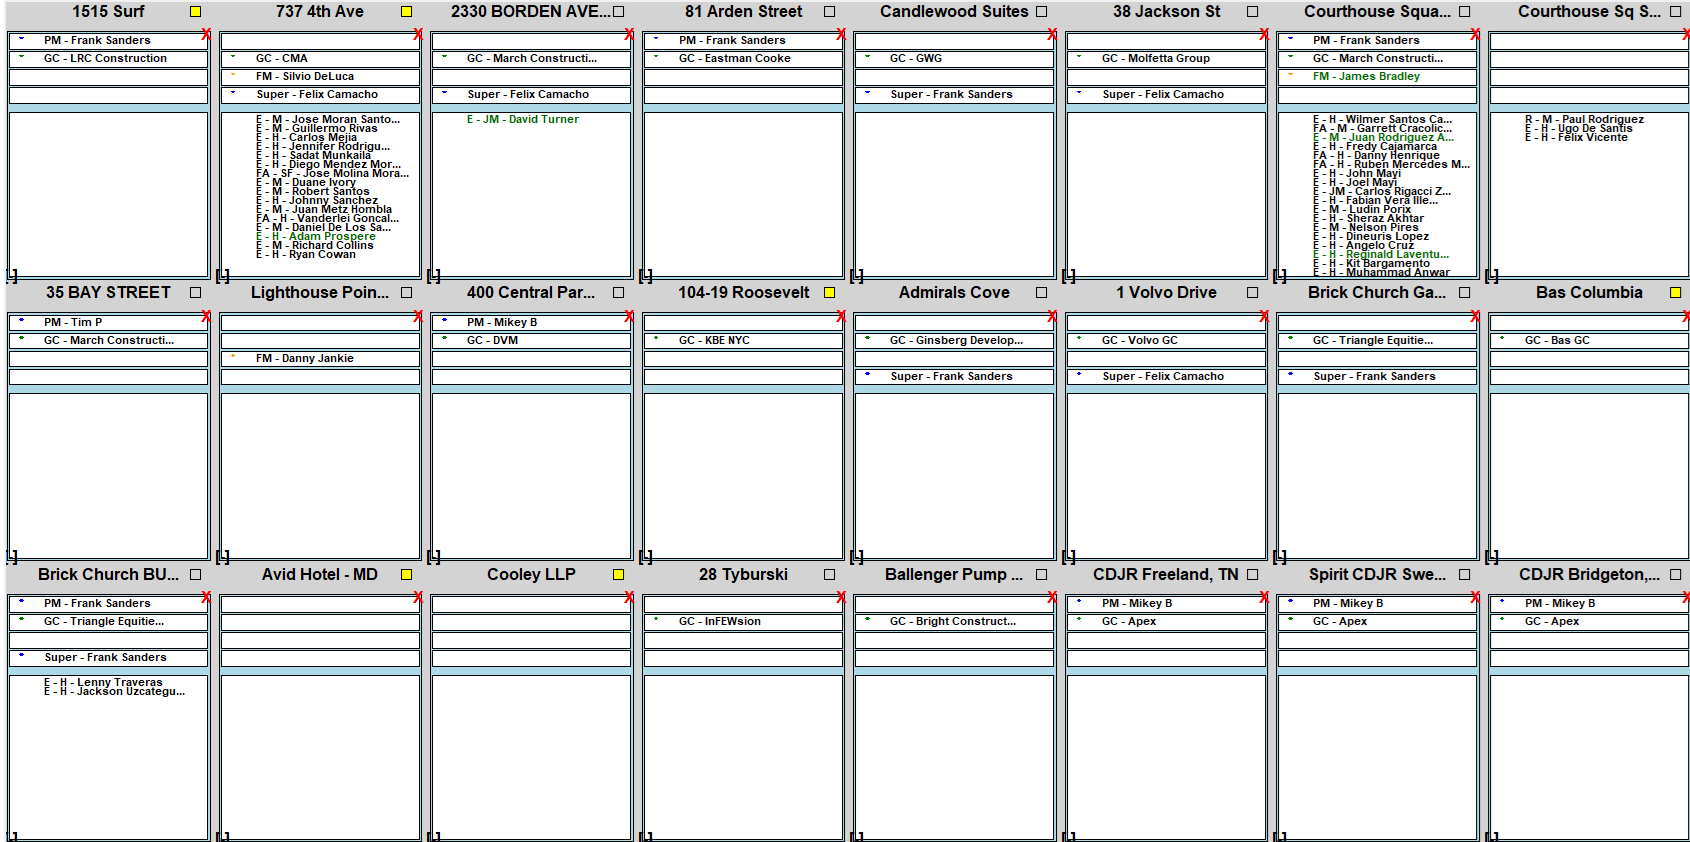 1515 Surf
PM - Frank Sanders
GC - LRC Construction
[-]
737 4th Ave
X
GC - CMA
FM - Silvio DeLuca
Super - Felix Camacho
E - M - Jose Moran Santo...
E - M - Guillermo Rivas
E - H - Carlos Mejia
E - H - Jennifer Rodrigu...
E - H - Sadat Munkaila
E - H - Diego Mendez Mor...
FA - SF - Jose Molina Mora...
E - M - Duane Ivory
E - M - Robert Santos
E - H - Johnny Sanchez
E - M - Juan Metz Hombla
FA - H - Vanderlei Goncal...
E - M - Daniel De Los Sa...
E - H - Adam Prospere
E - M - Richard Collins
E - H - Ryan Cowan
[-]
2330 BORDEN AVE...
X
GC - March Constructi...
Super - Felix Camacho
E - JM - David Turner
[-]
81 Arden Street
X
PM - Frank Sanders
GC - Eastman Cooke
[-]
Candlewood Suites
X
GC - GWG
Super - Frank Sanders
[-]
38 Jackson St
X
GC - Molfetta Group
Super - Felix Camacho
[-]
Courthouse Squa...
X
PM - Frank Sanders
GC - March Constructi...
FM - James Bradley
E - H - Wilmer Santos Ca...
FA - M - Garrett Cracolic...
E - M - Juan Rodriguez A...
E - H - Fredy Cajamarca
FA - H - Danny Henrique
FA - H - Ruben Mercedes M...
E - H - John Mayi
E - H - Joel Mayi
E - JM - Carlos Rigacci Z...
E - H - Fabian Vera Ille...
E - M - Ludin Porix
E - H - Sheraz Akhtar
E - M - Nelson Pires
E - H - Dineuris Lopez
E - H - Angelo Cruz
E - H - Reginald Laventu...
E - H - Kit Bargamento
E - H - Muhammad Anwar
[-]
Courthouse Sq S...
X
R - M - Paul Rodriguez
E - H - Ugo De Santis
E - H - Felix Vicente
[-]
35 BAY STREET
X
PM - Tim P
GC - March Constructi...
[-]
Lighthouse Poin...
X
FM - Danny Jankie
[-]
400 Central Par...
X
PM - Mikey B
GC - DVM
[-]
104-19 Roosevelt
X
GC - KBE NYC
[-]
Admirals Cove
X
GC - Ginsberg Develop...
Super - Frank Sanders
[-]
1 Volvo Drive
X
GC - Volvo GC
Super - Felix Camacho
[-]
Brick Church Ga...
X
GC - Triangle Equitie...
Super - Frank Sanders
[-]
Bas Columbia
X
GC - Bas GC
[-]
Brick Church BU...
X
PM - Frank Sanders
GC - Triangle Equitie...
Super - Frank Sanders
E - H - Lenny Traveras
E - H - Jackson Uzcategu...
[-]
Avid Hotel - MD
X
[-]
Cooley LLP
X
[-]
28 Tyburski
X
GC - InFEWsion
[-]
Ballenger Pump ...
X
GC - Bright Construct...
[-]
CDJR Freeland, TN
X
PM - Mikey B
GC - Apex
[-]
Spirit CDJR Swe...
X
PM - Mikey B
GC - Apex
[-]
CDJR Bridgeton,...
X
PM - Mikey B
GC - Apex
[-]